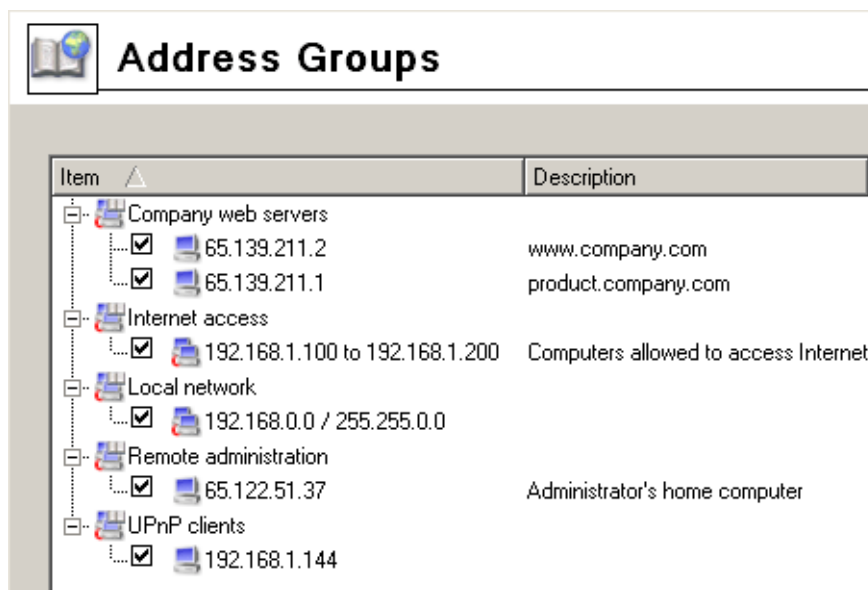 Address Groups
Item Description
Company web servers
65.139.211.2 www.company.com
65.139.211.1 product.company.com
Internet access
192.168.1.100 to 192.168.1.200 Computers allowed to access Internet
Local network
192.168.0.0 / 255.255.0.0
Remote administration
65.122.51.37 Administrator's home computer
UPnP clients
192.168.1.144